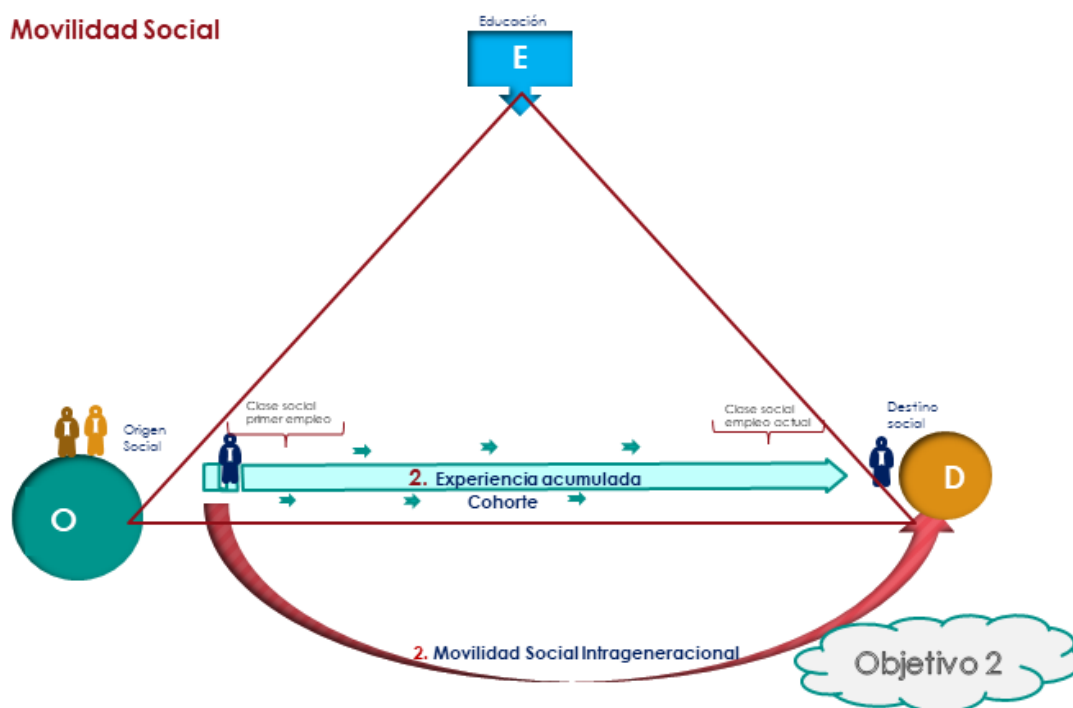 Movilidad Social
Educación
E
Clase social
primer empleo
Clase social
empleo actual
Destino
social
Origen
Social
I
I
I
I
O
D
2. Experiencia acumulada
Cohorte
2. Movilidad Social Intrageneracional
Objetivo 2